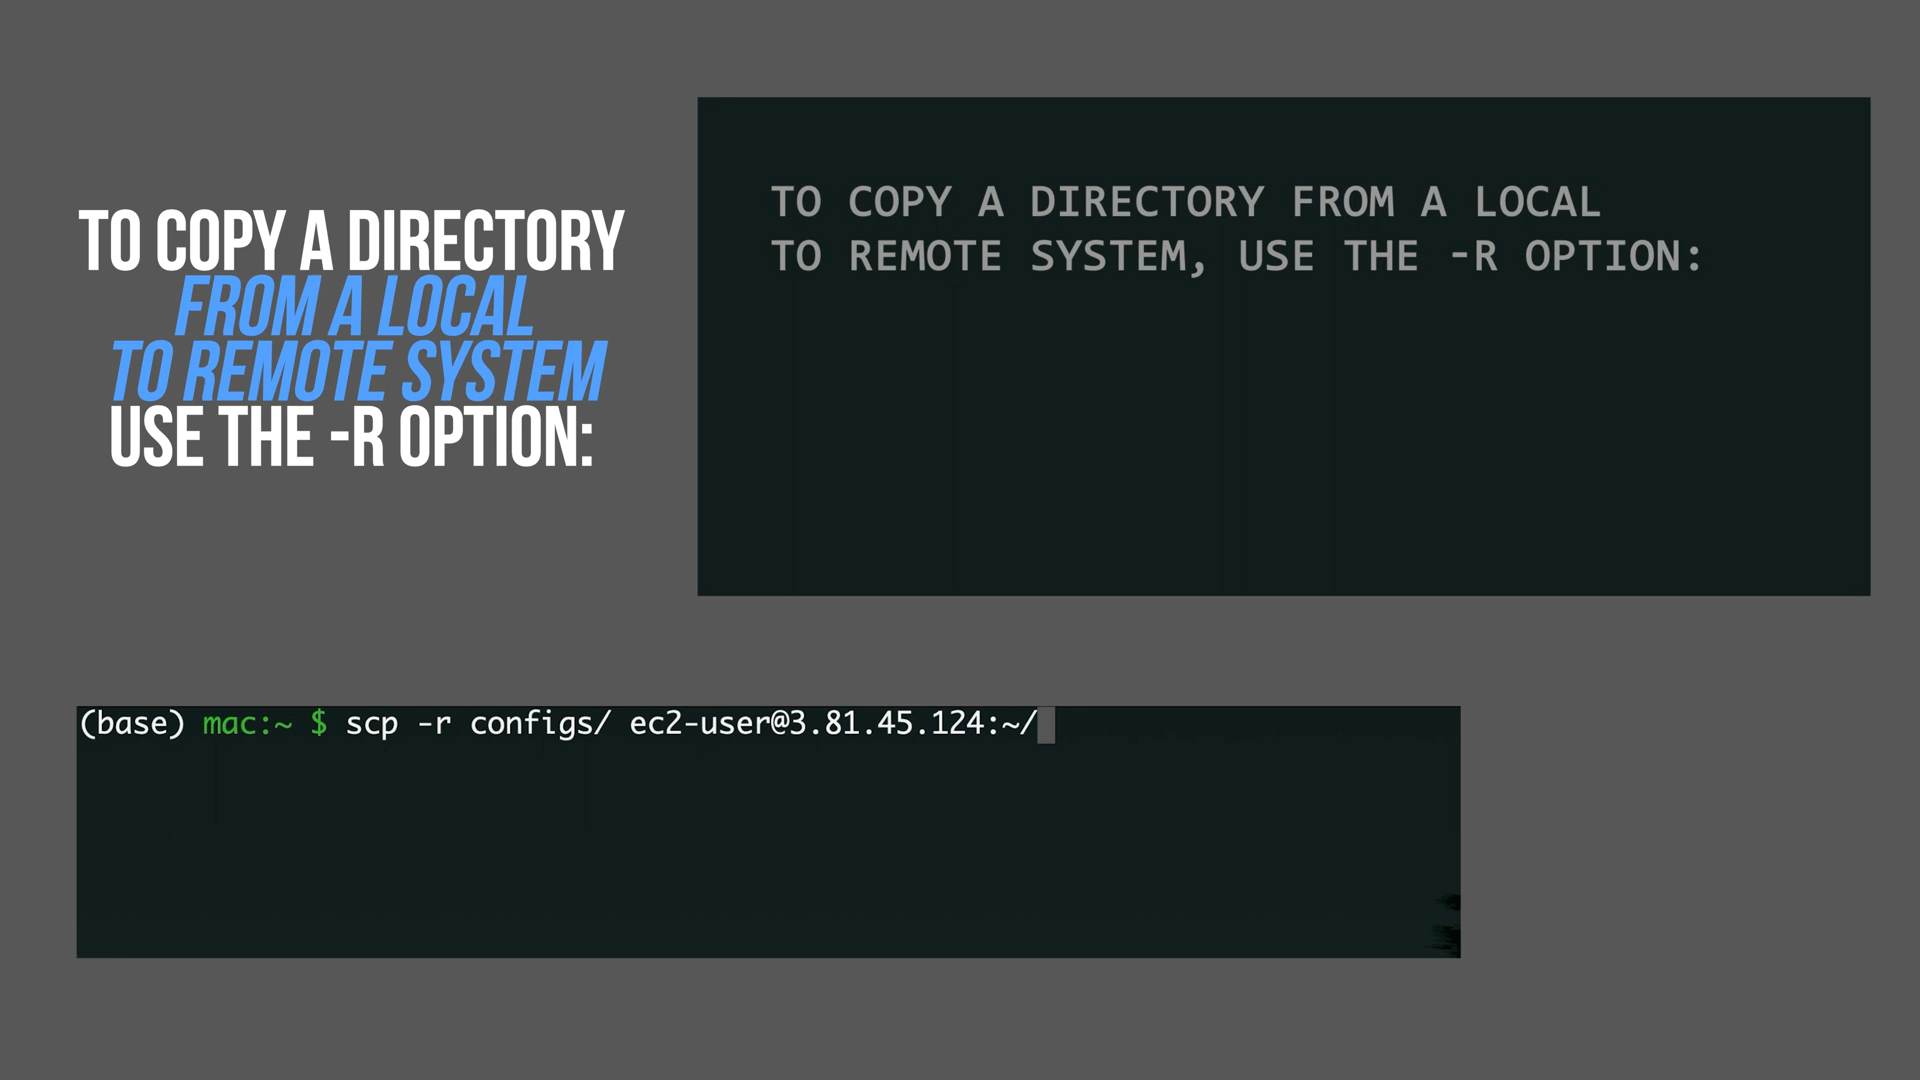 TO COPY A DIRECTORY
FROM A LOCAL
TO REMOTE SYSTEM
USE THE -R OPTION:
TO COPY A DIRECTORY FROM A LOCAL
TO REMOTE SYSTEM, USE THE -R OPTION:
(base) mac:~ $ scp -r configs/ ec2-user@3.81.45.124:~/